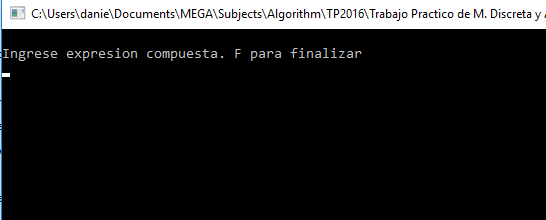 C:\Users\danie\Documents\MEGA\Subjects\Algorithm\TP2016\Trabajo Practico de M. Discreta y
Ingrese expresion compuesta. F para finalizar